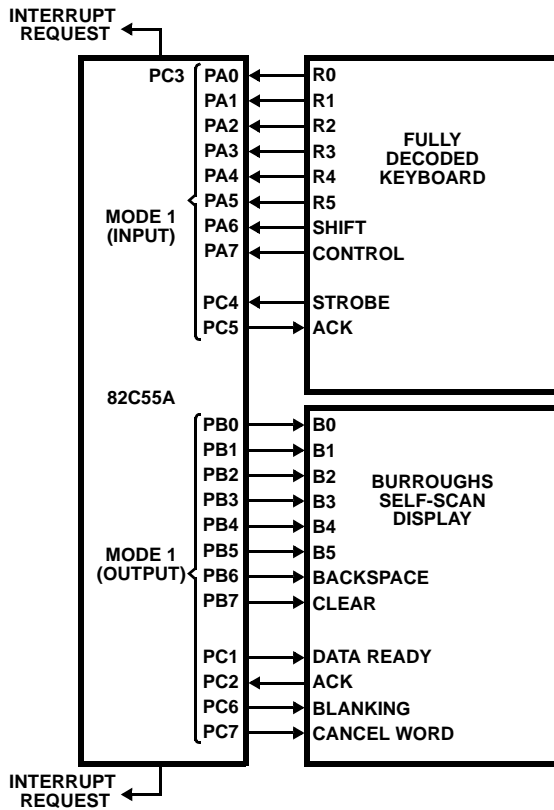 INTERRUPT
REQUEST
PC3 PA0 R0
PA1 R1
PA2 R2
PA3 R3
PA4 R4
PA5 R5
PA6 SHIFT
PA7 CONTROL
MODE 1
(INPUT)
FULLY
DECODED
KEYBOARD
PC4 STROBE
PC5 ACK
82C55A
PB0 B0
PB1 B1
PB2 B2
PB3 B3
PB4 B4
PB5 B5
PB6 BACKSPACE
PB7 CLEAR
MODE 1
(OUTPUT)
BURROUGHS
SELF-SCAN
DISPLAY
PC1 DATA READY
PC2 ACK
PC6 BLANKING
PC7 CANCEL WORD
INTERRUPT
REQUEST